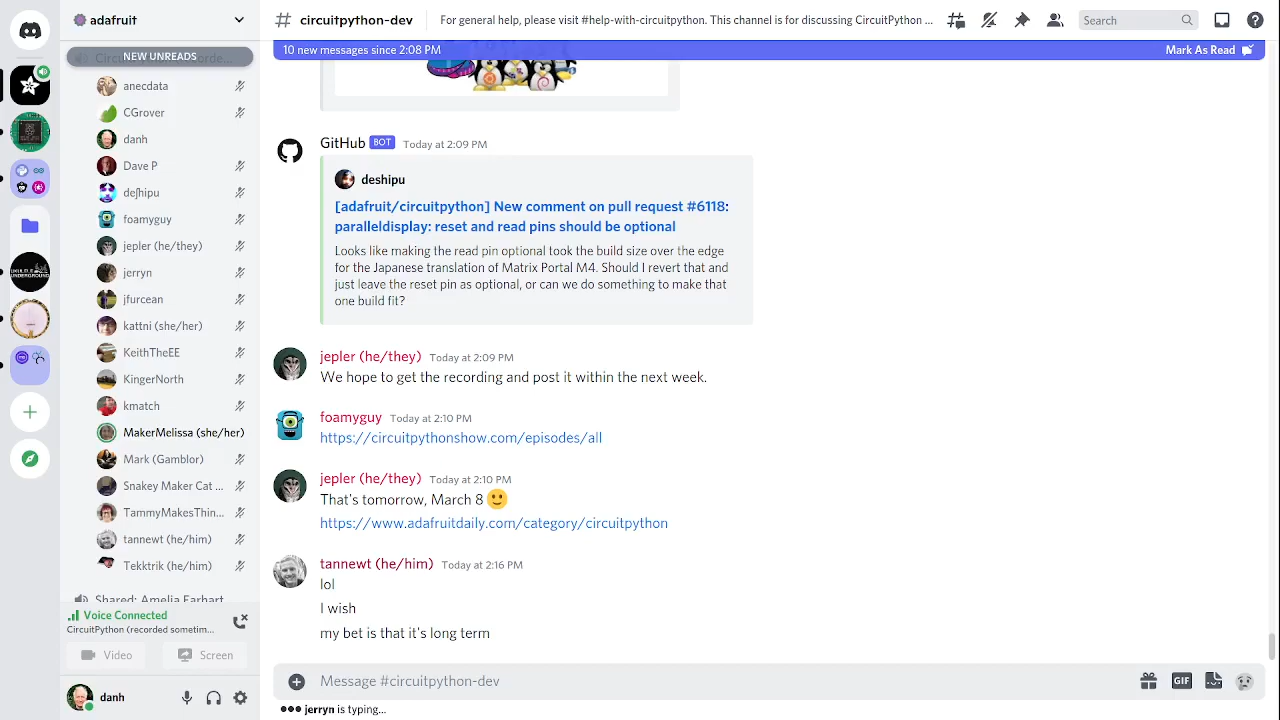 adafruit
NEW UNREADS
anecdata
CGrover
danh
Dave P
deʃhipu
foamyguy
jepler (he/they)
jerryn
jfurcean
kattni (she/her)
KeithTheEE
KingerNorth
kmatch
MakerMelissa (she/her)
Mark (Gamblor)
Snakey Maker Cat ...
TammyMakesThin...
tannewt (he/him)
Tekktrik (he/him)
Shared: Amelia Earhart
Voice Connected
CircuitPython (recorded sometim...
Video
Screen
danh
# circuitpython-dev
For general help, please visit #help-with-circuitpython. This channel is for discussing CircuitPython ...
Search
10 new messages since 2:08 PM
Mark As Read
GitHub BOT Today at 2:09 PM
deshipu
[adafruit/circuitpython] New comment on pull request #6118:
paralleldisplay: reset and read pins should be optional
Looks like making the read pin optional took the build size over the edge
for the Japanese translation of Matrix Portal M4. Should I revert that and
just leave the reset pin as optional, or can we do something to make that
one build fit?
jepler (he/they) Today at 2:09 PM
We hope to get the recording and post it within the next week.
foamyguy Today at 2:10 PM
https://circuitpythonshow.com/episodes/all
jepler (he/they) Today at 2:10 PM
That's tomorrow, March 8 🙂
https://www.adafruitdaily.com/category/circuitpython
tannewt (he/him) Today at 2:16 PM
lol
I wish
my bet is that it's long term
Message #circuitpython-dev
GIF
jerryn is typing...